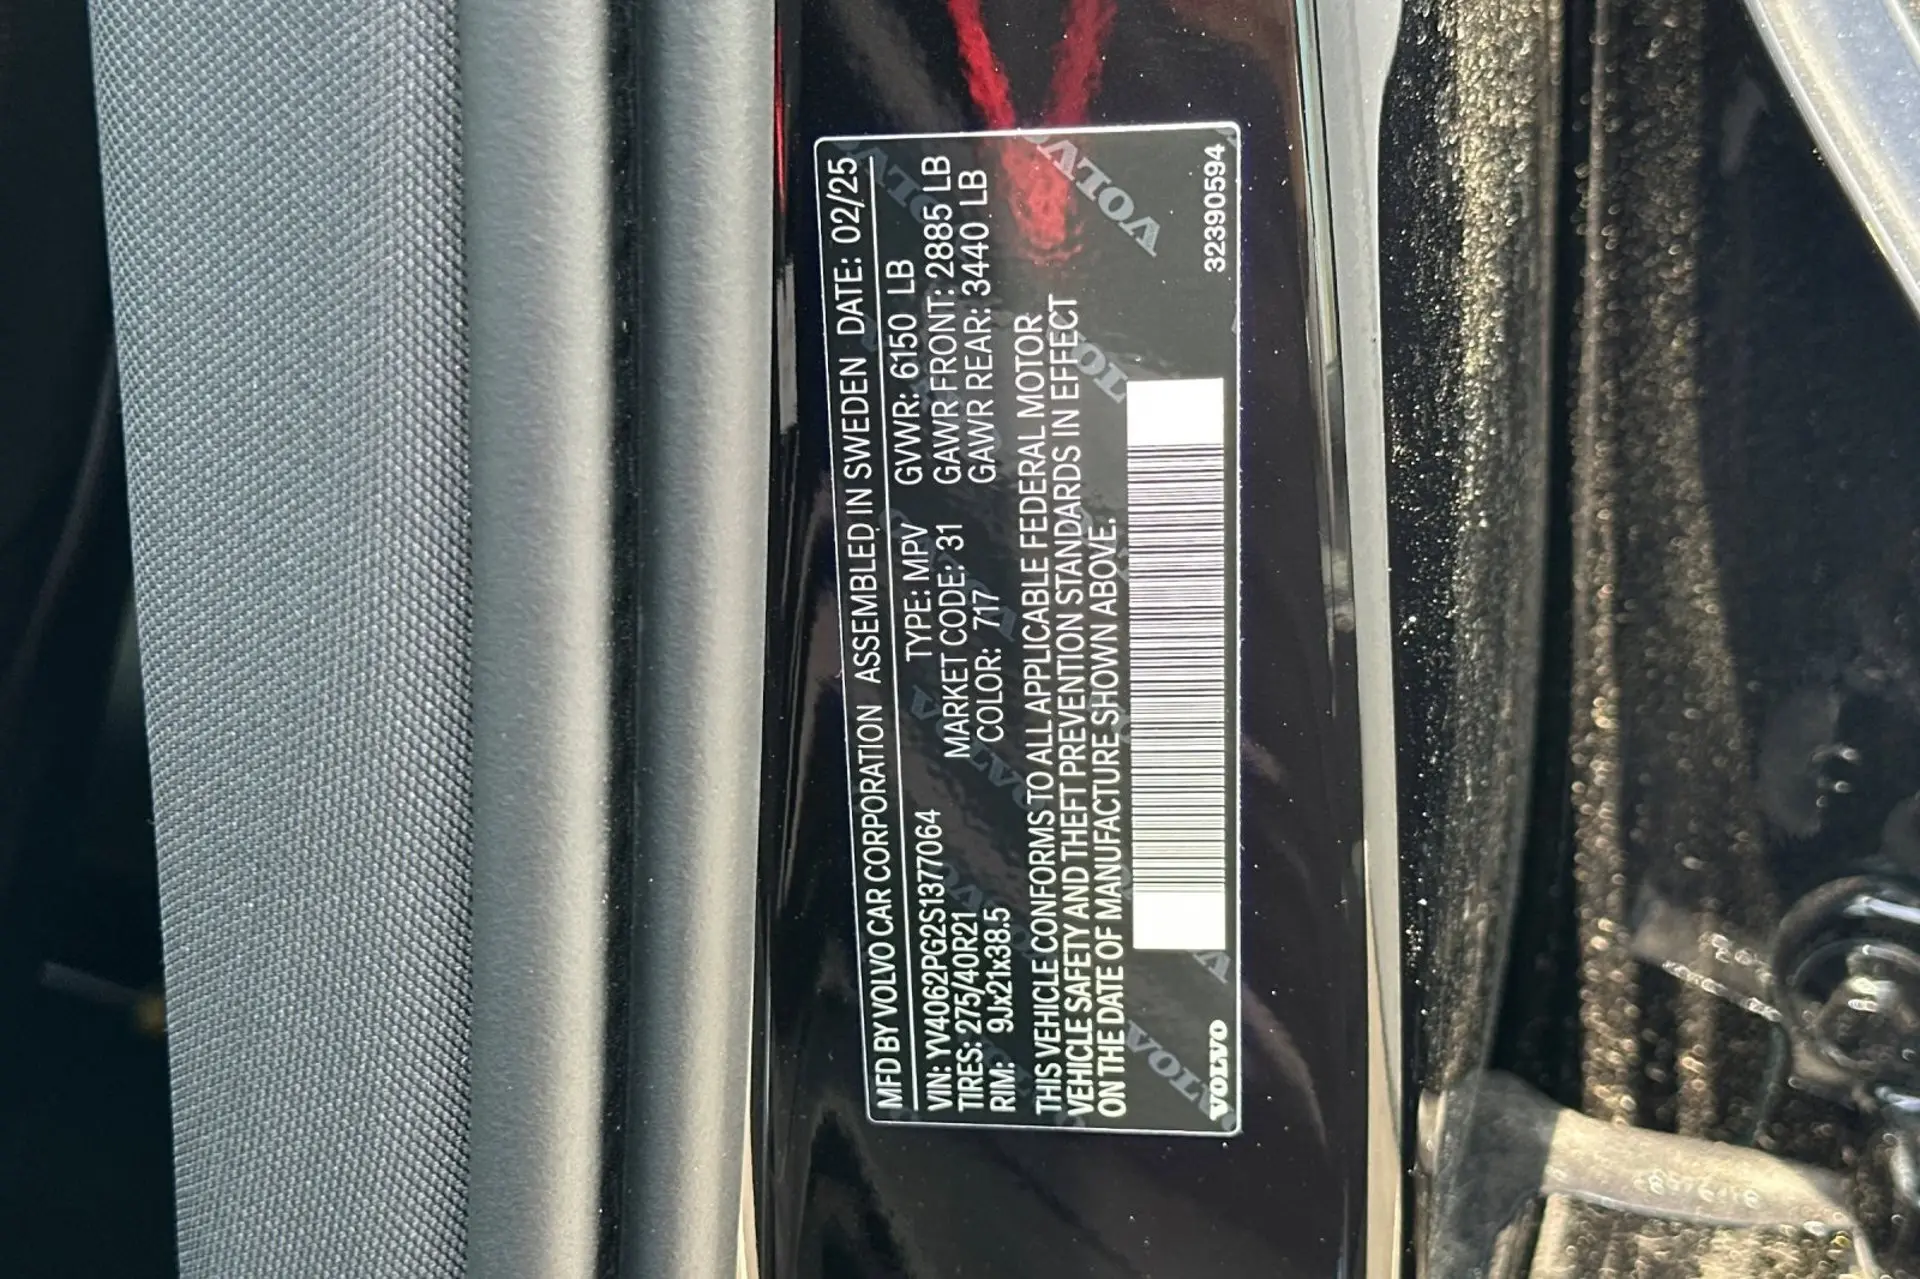 MFD BY VOLVO CAR CORPORATION ASSEMBLED IN SWEDEN DATE: 02/25
VIN: YV4062PG2S1377064 TYPE: MPV GVWR: 6150 LB
TIRES: 275/40R21 MARKET CODE: 31 GAWR FRONT: 2885 LB
RIM: 9Jx21x38.5 COLOR: 717 GAWR REAR: 3440 LB
THIS VEHICLE CONFORMS TO ALL APPLICABLE FEDERAL MOTOR
VEHICLE SAFETY AND THEFT PREVENTION STANDARDS IN EFFECT
ON THE DATE OF MANUFACTURE SHOWN ABOVE.
VOLVO 32390594